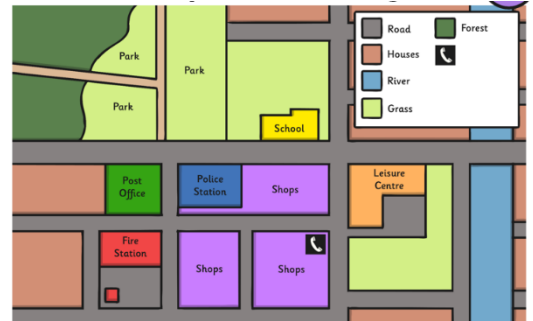 Park
Park
Park
School
Road
Forest
Houses
River
Grass
Post
Office
Police
Station
Shops
Leisure
Centre
Fire
Station
Shops
Shops